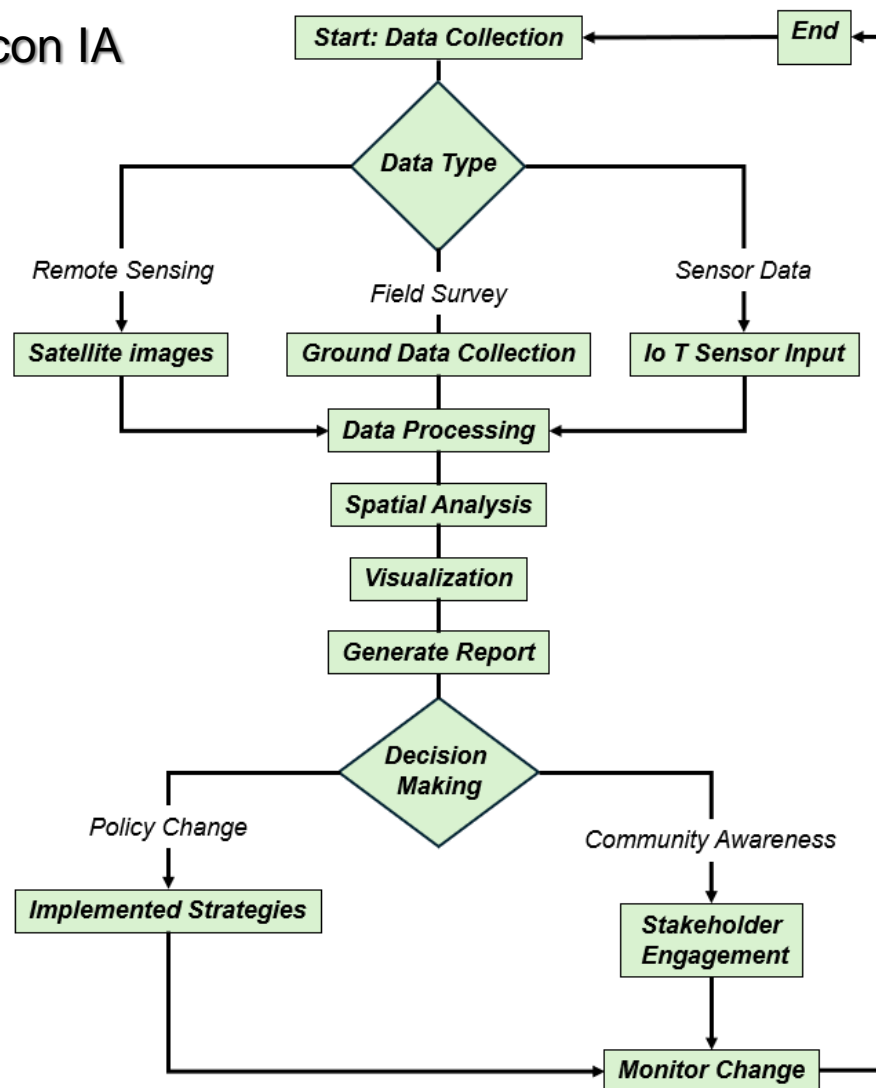 con IA
Start: Data Collection
End
Data Type
Remote Sensing
Field Survey
Sensor Data
Satellite images
Ground Data Collection
Io T Sensor Input
Data Processing
Spatial Analysis
Visualization
Generate Report
Decision
Making
Policy Change
Community Awareness
Implemented Strategies
Stakeholder
Engagement
Monitor Change